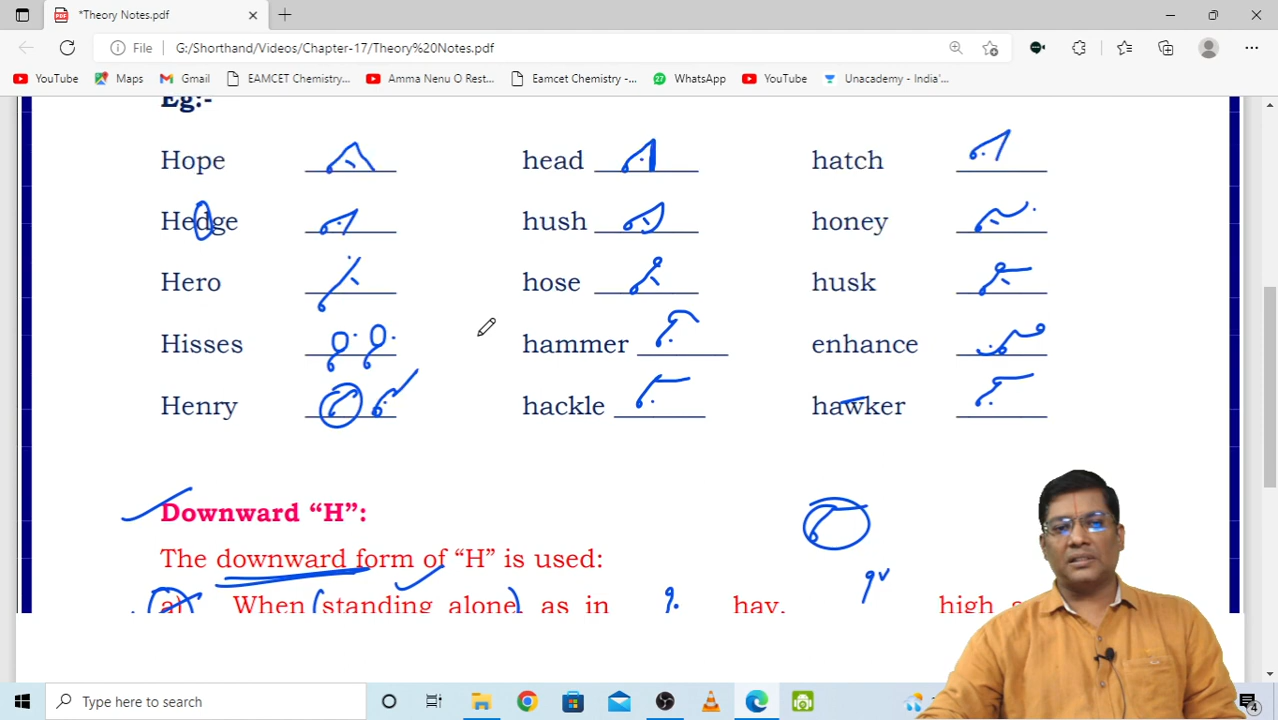 *Theory Notes.pdf
File G:/Shorthand/Videos/Chapter-17/Theory%20Notes.pdf
YouTube Maps Gmail EAMCET Chemistry... Amma Nenu O Rest... Eamcet Chemistry -... WhatsApp YouTube Unacademy - India'...
Eg:-
Hope head hatch
Hedge hush honey
Hero hose husk
Hisses hammer enhance
Henry hackle hawker
Downward “H”:
The downward form of “H” is used:
a) When (standing alone) as in hay, high
Type here to search
4